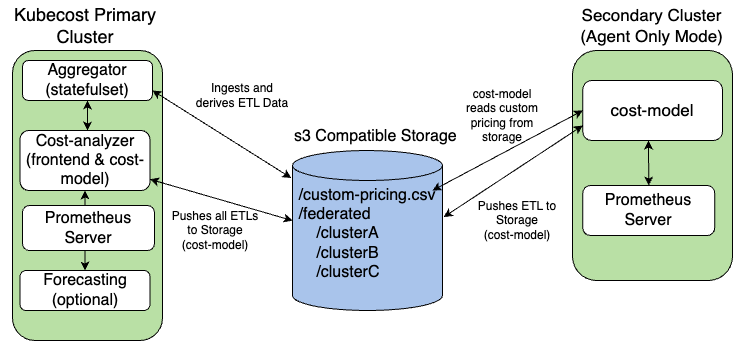 Kubecost Primary
Cluster
Aggregator
(statefulset)
Cost-analyzer
(frontend & cost-
model)
Prometheus
Server
Forecasting
(optional)
Ingests and
derives ETL Data
Pushes all ETLs
to Storage
(cost-model)
s3 Compatible Storage
/custom-pricing.csv
/federated
/clusterA
/clusterB
/clusterC
cost-model
reads custom
pricing from
storage
Pushes ETL to
Storage
(cost-model)
Secondary Cluster
(Agent Only Mode)
cost-model
Prometheus
Server